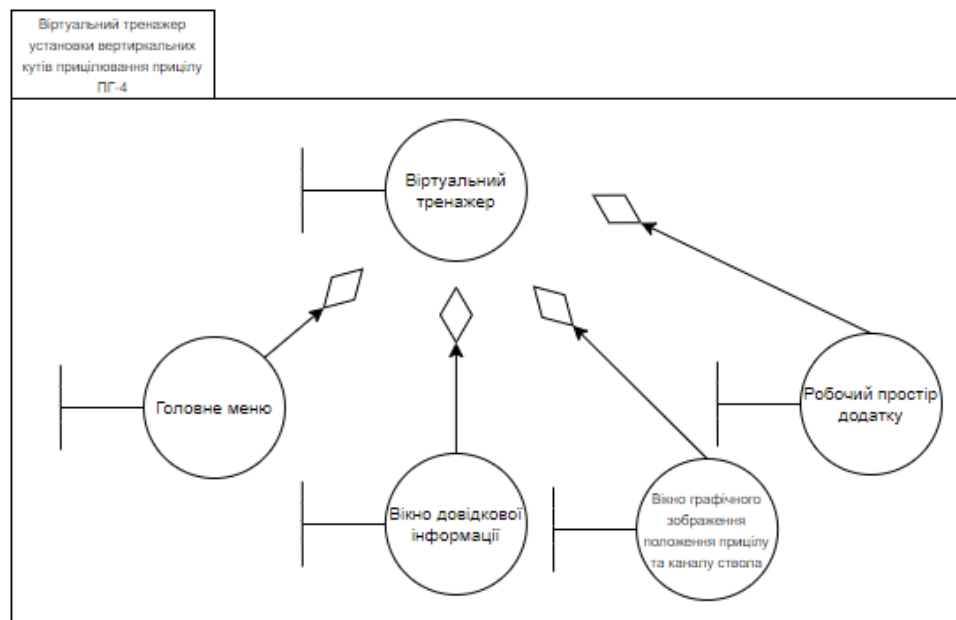 Віртуальний тренажер
установки вертиркальних
кутів прицілювання прицілу
ПГ-4
Віртуальний
тренажер
Головне меню
Робочий простір
додатку
Вікно довідкової
інформації
Вікно графічного
зображення
положення прицілу
та каналу ствола